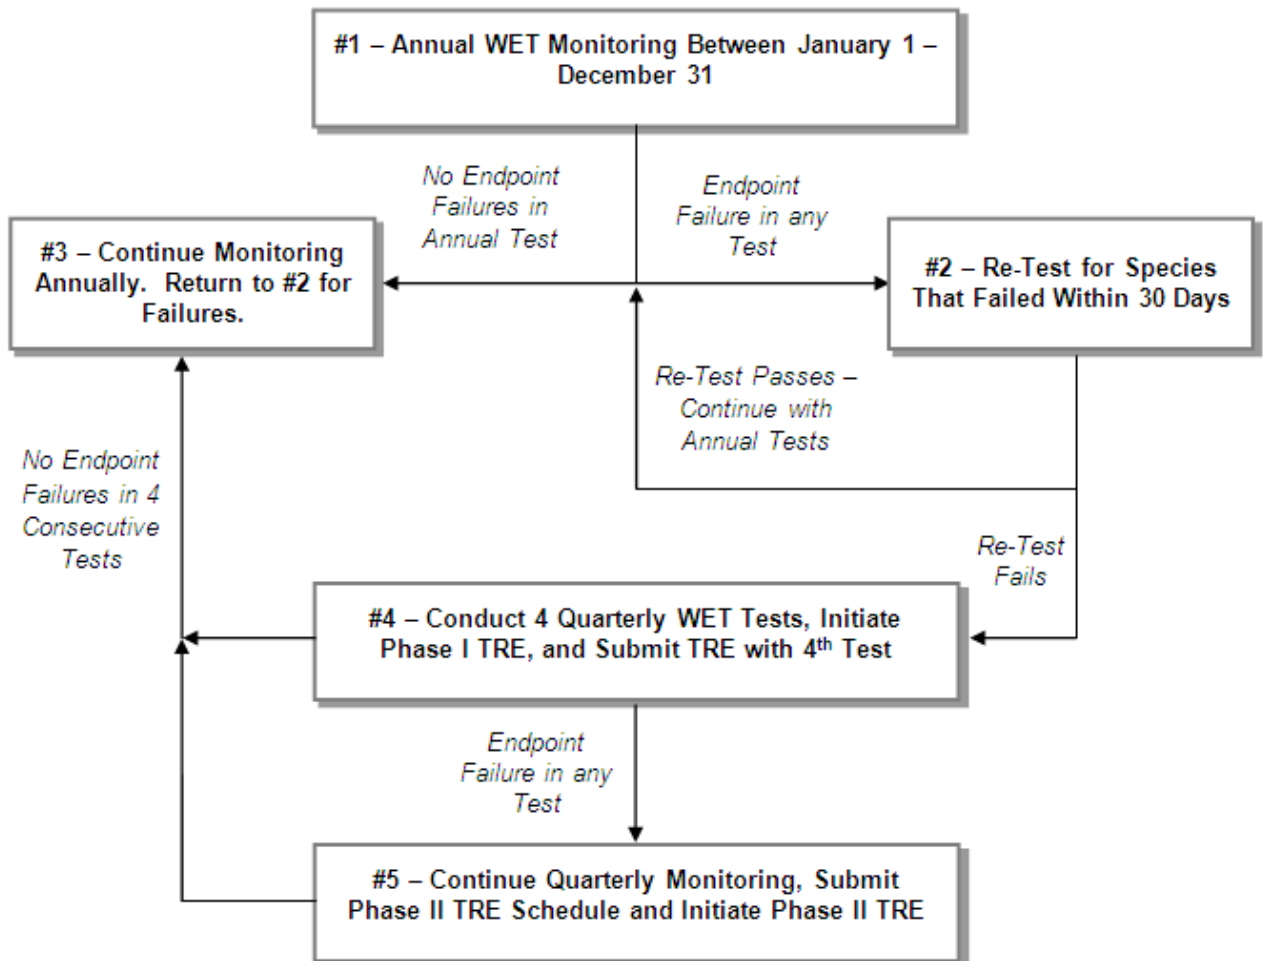 #1 – Annual WET Monitoring Between January 1 –
December 31
No Endpoint
Failures in
Annual Test
Endpoint
Failure in any
Test
#3 – Continue Monitoring
Annually.  Return to #2 for
Failures.
#2 – Re-Test for Species
That Failed Within 30 Days
Re-Test Passes –
Continue with
Annual Tests
No Endpoint
Failures in 4
Consecutive
Tests
Re-Test
Fails
#4 – Conduct 4 Quarterly WET Tests, Initiate
Phase I TRE, and Submit TRE with 4th Test
Endpoint
Failure in any
Test
#5 – Continue Quarterly Monitoring, Submit
Phase II TRE Schedule and Initiate Phase II TRE